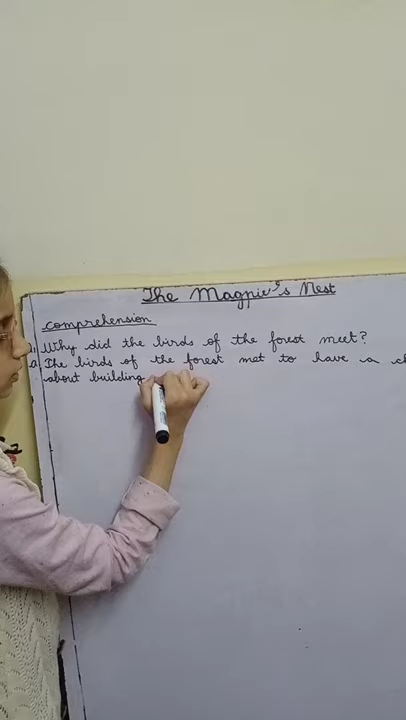 The Magpie's Nest
comprehension
Why did the birds of the forest meet?
The birds of the forest met to have a
about building